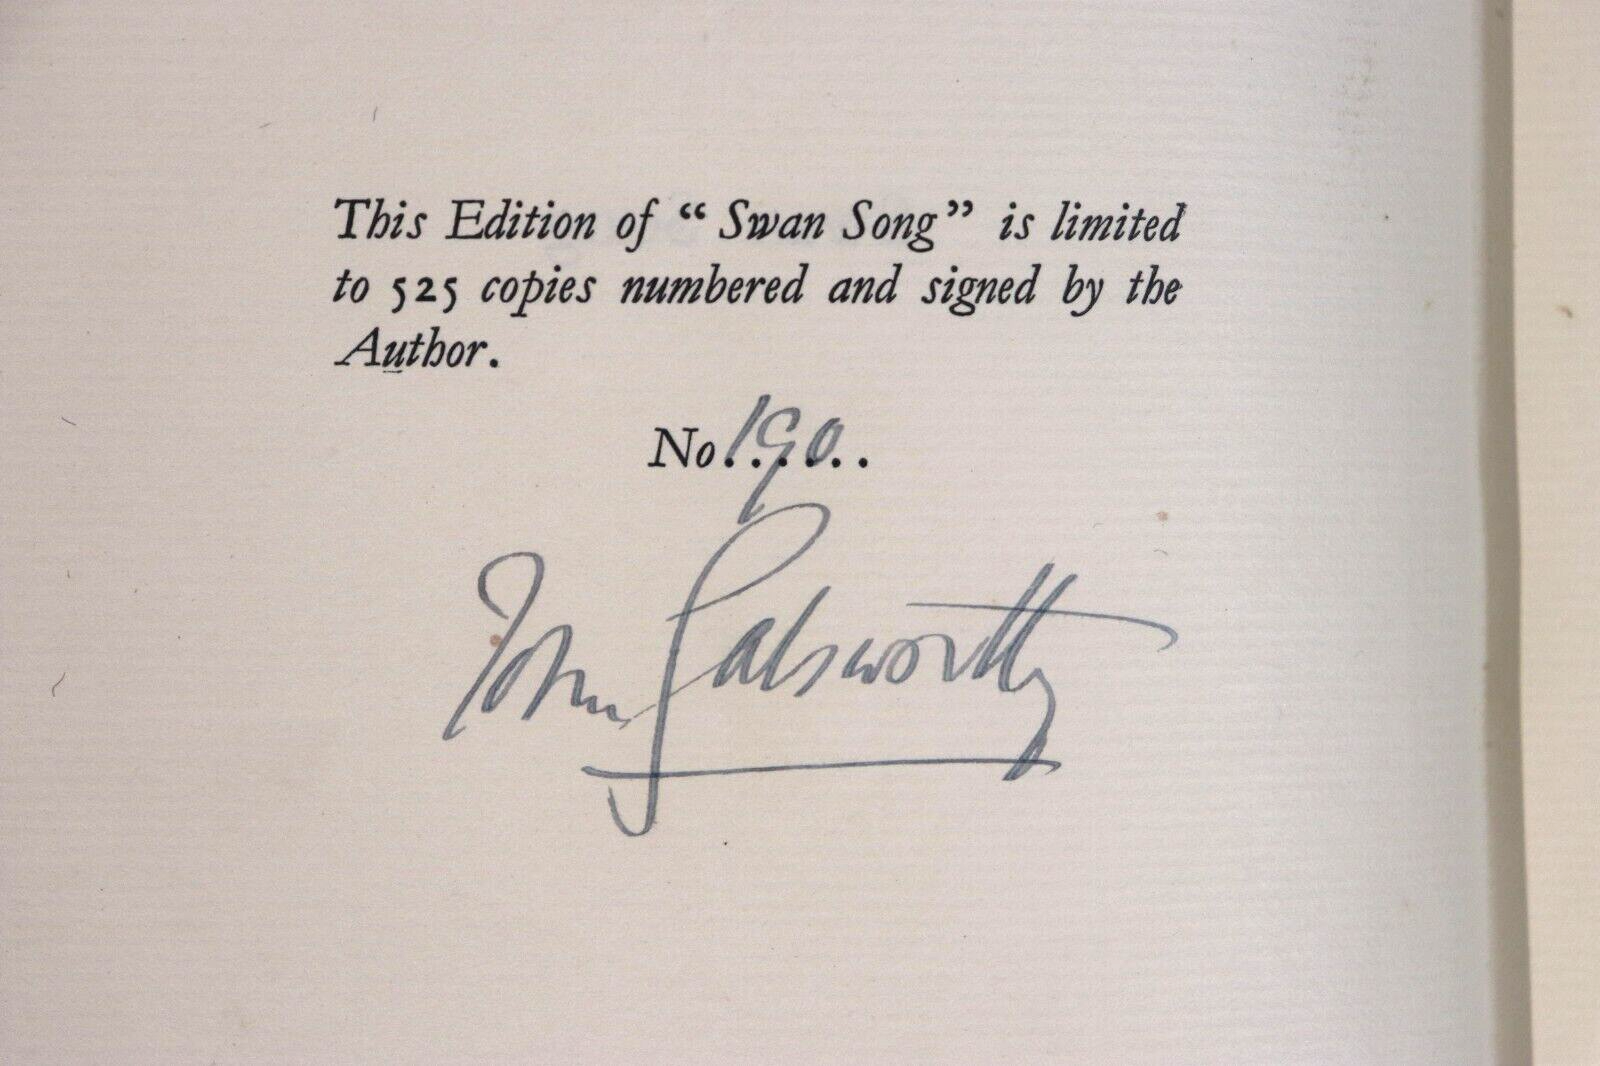 This Edition of “ Swan Song ” is limited
to 525 copies numbered and signed by the
Author.
No 190......
John Galsworthy